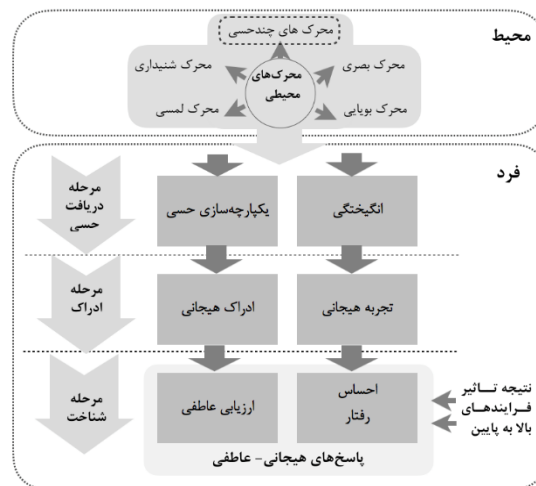 محیط
محرک های چندحسی
محرک بصری
محرک شنیداری
محرک‌های
محیطی
محرک بویایی
محرک لمسی
فرد
مرحله
دریافت
حسی
انگیختگی
یکپارچه‌سازی حسی
مرحله
ادراک
تجربه هیجانی
ادراک هیجانی
مرحله
شناخت
احساس
رفتار
ارزیابی عاطفی
نتیجه تـاثیر
فـرایندهـای
بالا به پایین
پاسخ‌های هیجانی- عاطفی